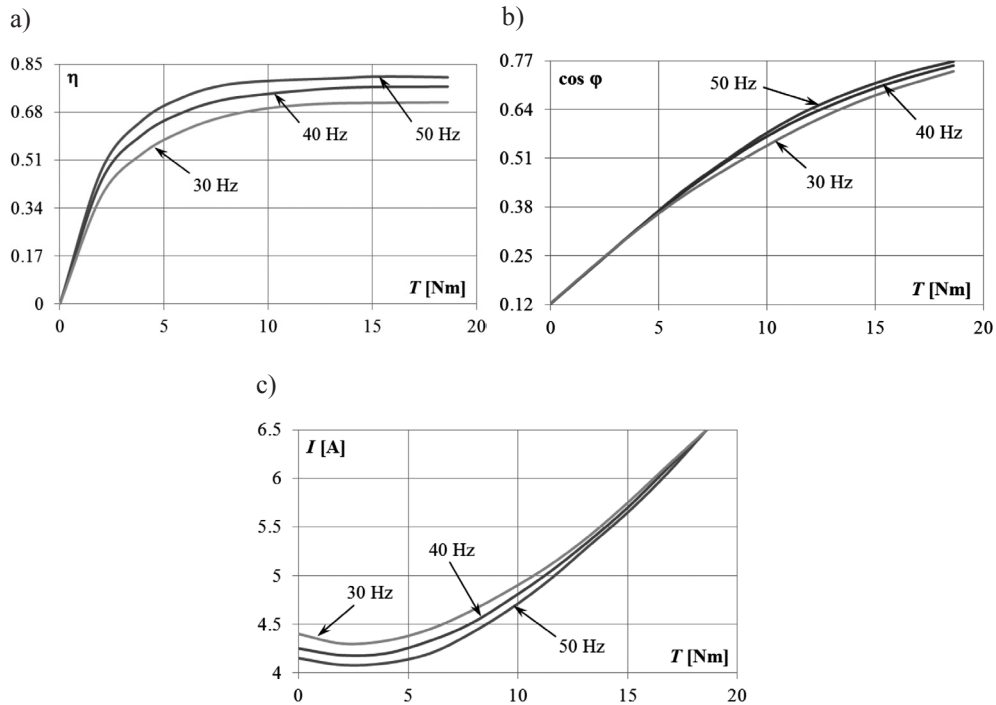 a)
b)
0.85
η
0.68
0.51
0.34
0.17
0
40 Hz
50 Hz
30 Hz
T [Nm]
0 5 10 15 20
0.77
cos φ
0.64
0.51
0.38
0.25
0.12
50 Hz
40 Hz
30 Hz
T [Nm]
0 5 10 15 20
c)
6.5
I [A]
6
5.5
5
4.5
4
40 Hz
30 Hz
50 Hz
T [Nm]
0 5 10 15 20